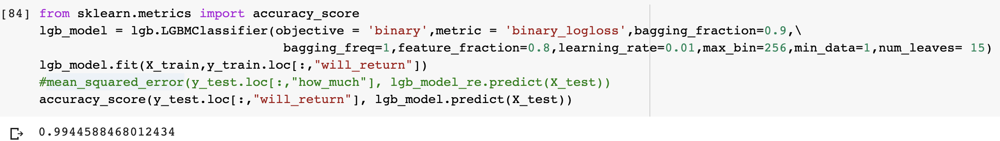 [84] from sklearn.metrics import accuracy_score
lgb_model = lgb.LGBMClassifier(objective = 'binary',metric = 'binary_logloss',bagging_fraction=0.9,\
bagging_freq=1,feature_fraction=0.8,learning_rate=0.01,max_bin=256,min_data=1,num_leaves= 15)
lgb_model.fit(X_train,y_train.loc[:,"will_return"])
#mean_squared_error(y_test.loc[:,"how_much"], lgb_model_re.predict(X_test))
accuracy_score(y_test.loc[:,"will_return"], lgb_model.predict(X_test))
0.9944588468012434